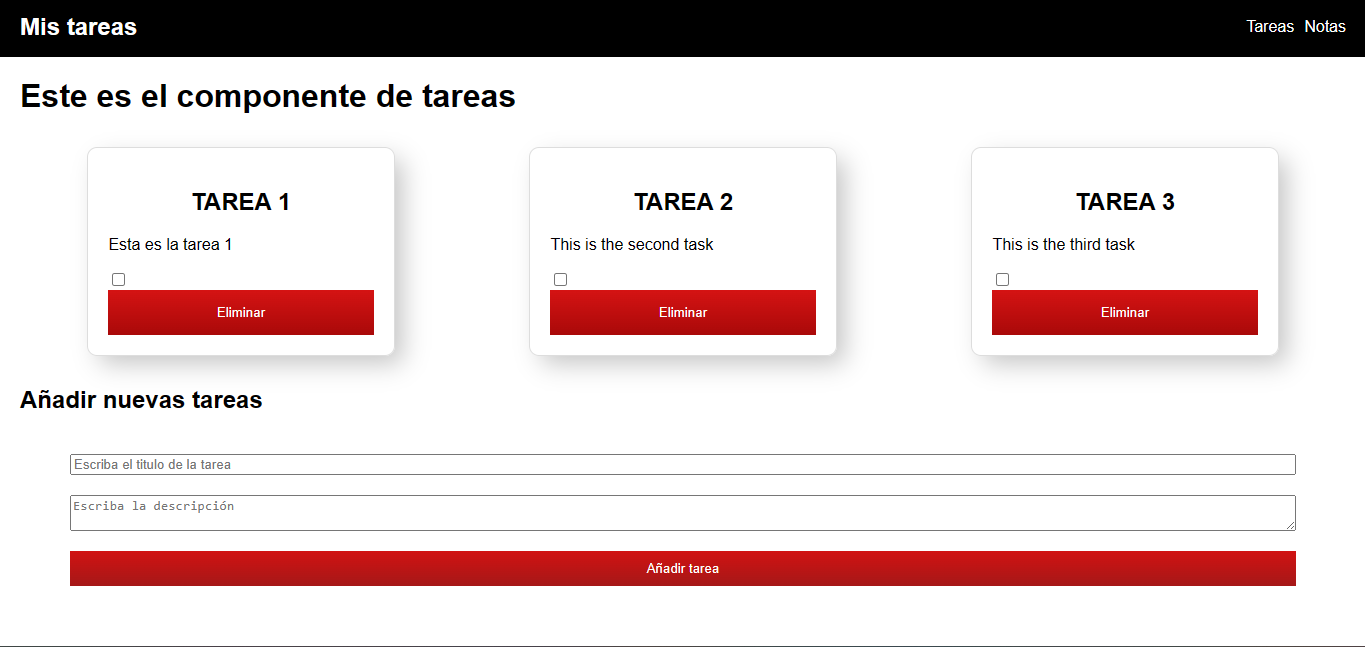 Mis tareas
Tareas Notas
Este es el componente de tareas
TAREA 1
Esta es la tarea 1
Eliminar
TAREA 2
This is the second task
Eliminar
TAREA 3
This is the third task
Eliminar
Añadir nuevas tareas
Escriba el titulo de la tarea
Escriba la descripción
Añadir tarea